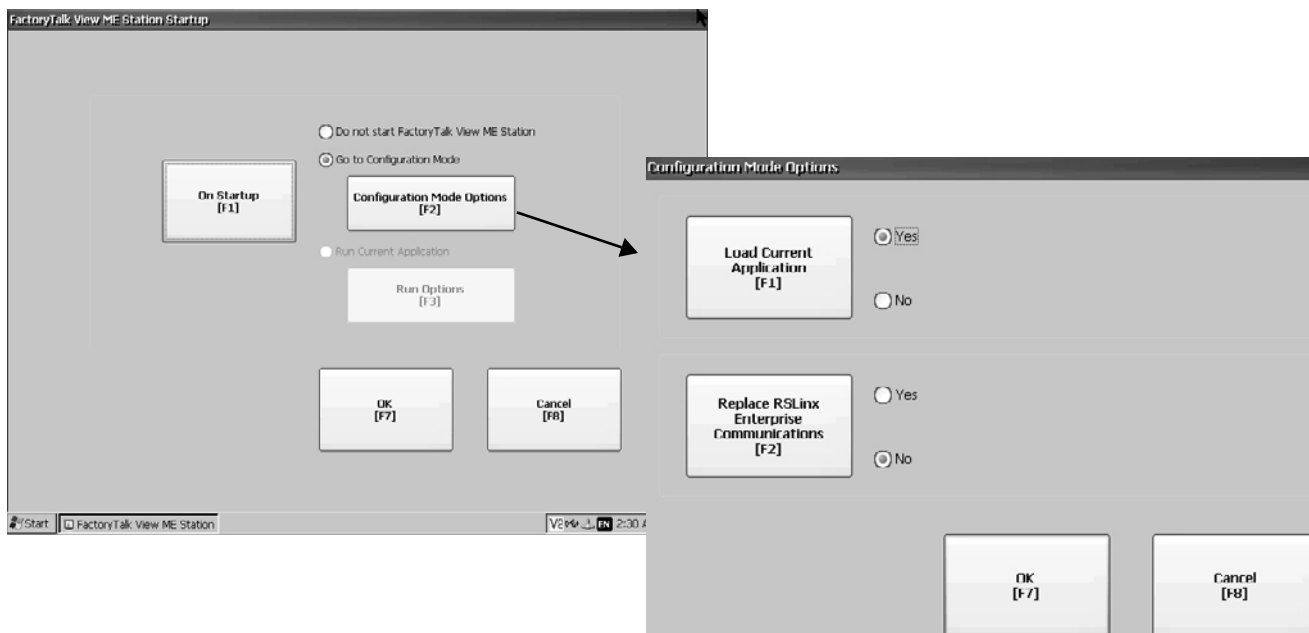 FactoryTalk View ME Station Startup
Do not start FactoryTalk View ME Station
Go to Configuration Mode
On Startup
[F1]
Configuration Mode Options
[F2]
Run Current Application
Run Options
[F3]
OK
[F7]
Cancel
[F8]
Start
FactoryTalk View ME Station
EN
2:30 A
Configuration Mode Options
Load Current
Application
[F1]
Yes
No
Replace RSLinx
Enterprise
Communications
[F2]
Yes
No
OK
[F7]
Cancel
[F8]